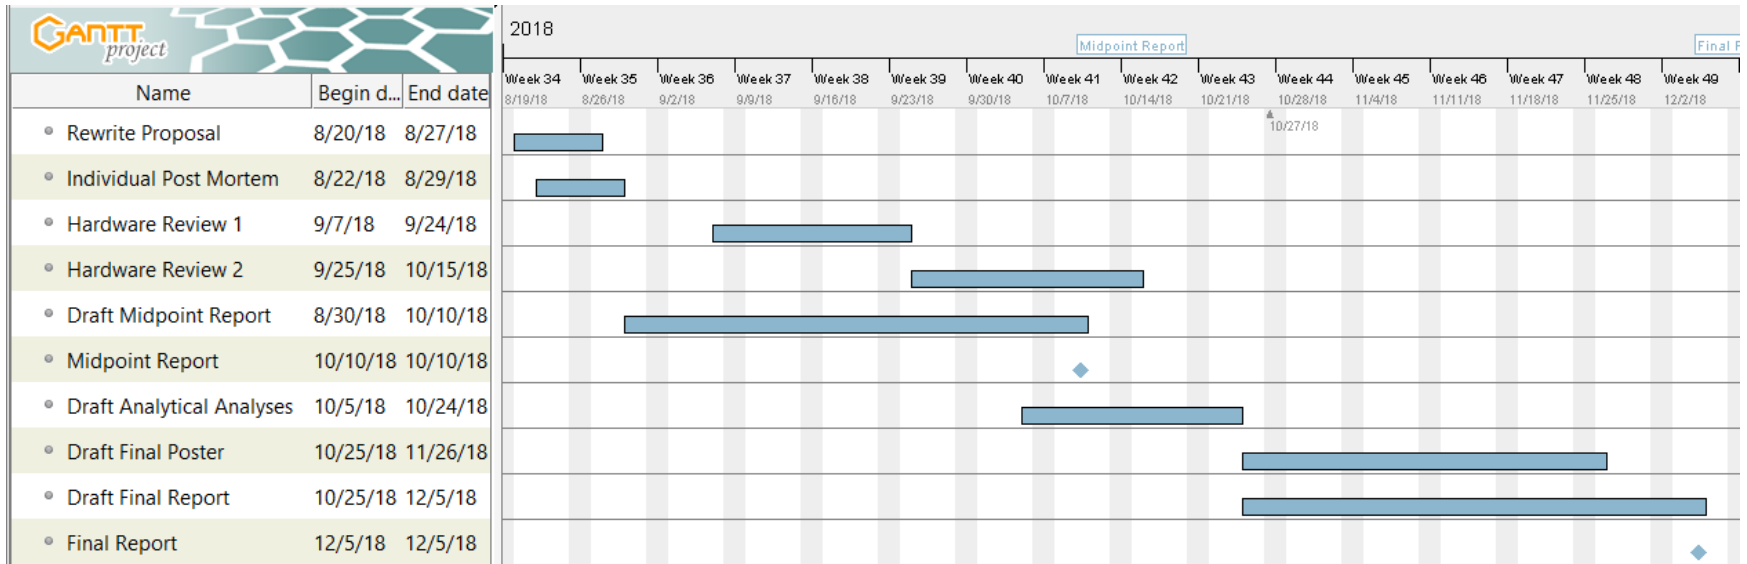 GANTT
project
2018
Midpoint Report
Final
Week 34 Week 35 Week 36 Week 37 Week 38 Week 39 Week 40 Week 41 Week 42 Week 43 Week 44 Week 45 Week 46 Week 47 Week 48 Week 49
8/19/18 8/26/18 9/2/18 9/9/18 9/16/18 9/23/18 9/30/18 10/7/18 10/14/18 10/21/18 10/28/18 11/4/18 11/11/18 11/18/18 11/25/18 12/2/18
10/27/18
Name Begin d... End date
Rewrite Proposal 8/20/18 8/27/18
Individual Post Mortem 8/22/18 8/29/18
Hardware Review 1 9/7/18 9/24/18
Hardware Review 2 9/25/18 10/15/18
Draft Midpoint Report 8/30/18 10/10/18
Midpoint Report 10/10/18 10/10/18
Draft Analytical Analyses 10/5/18 10/24/18
Draft Final Poster 10/25/18 11/26/18
Draft Final Report 10/25/18 12/5/18
Final Report 12/5/18 12/5/18